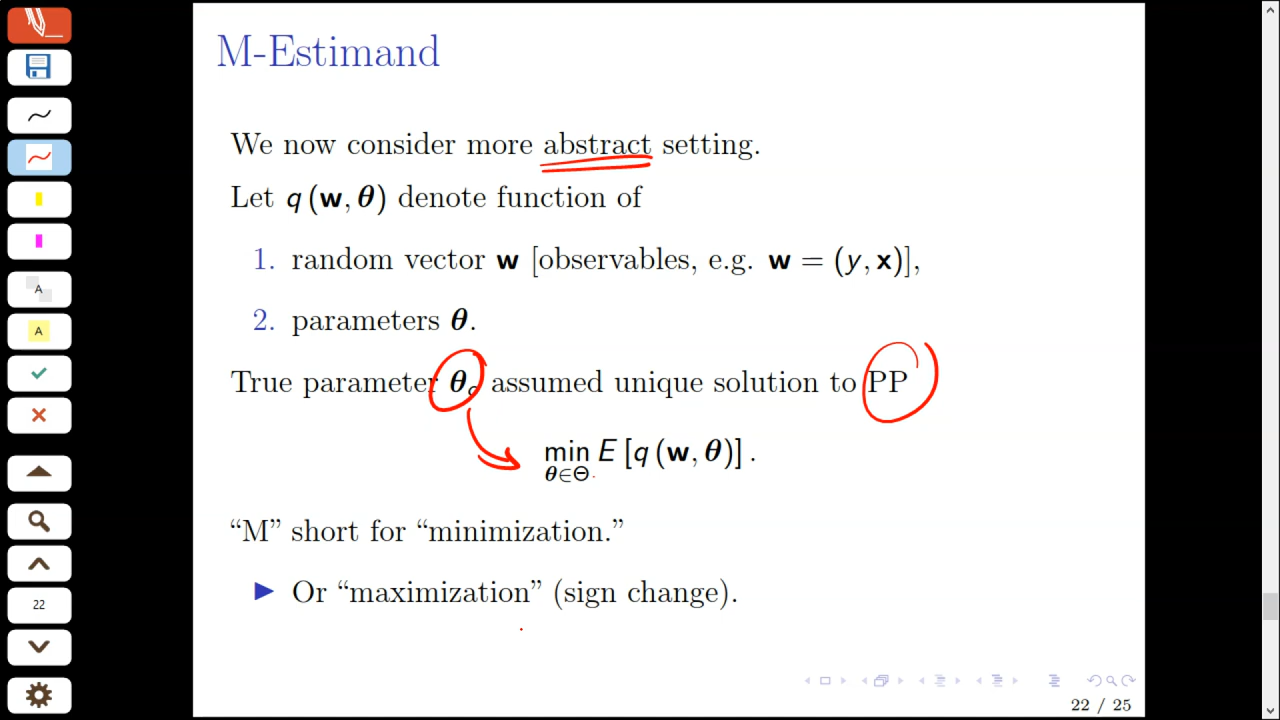 M-Estimand
We now consider more abstract setting.
Let q (w, θ) denote function of
1. random vector w [observables, e.g. w = (y, x)],
2. parameters θ.
True parameter θₒ assumed unique solution to PP
min E [q (w, θ)] .
θ∈Θ
“M” short for “minimization.”
▶ Or “maximization” (sign change).
A
A
22
22 / 25